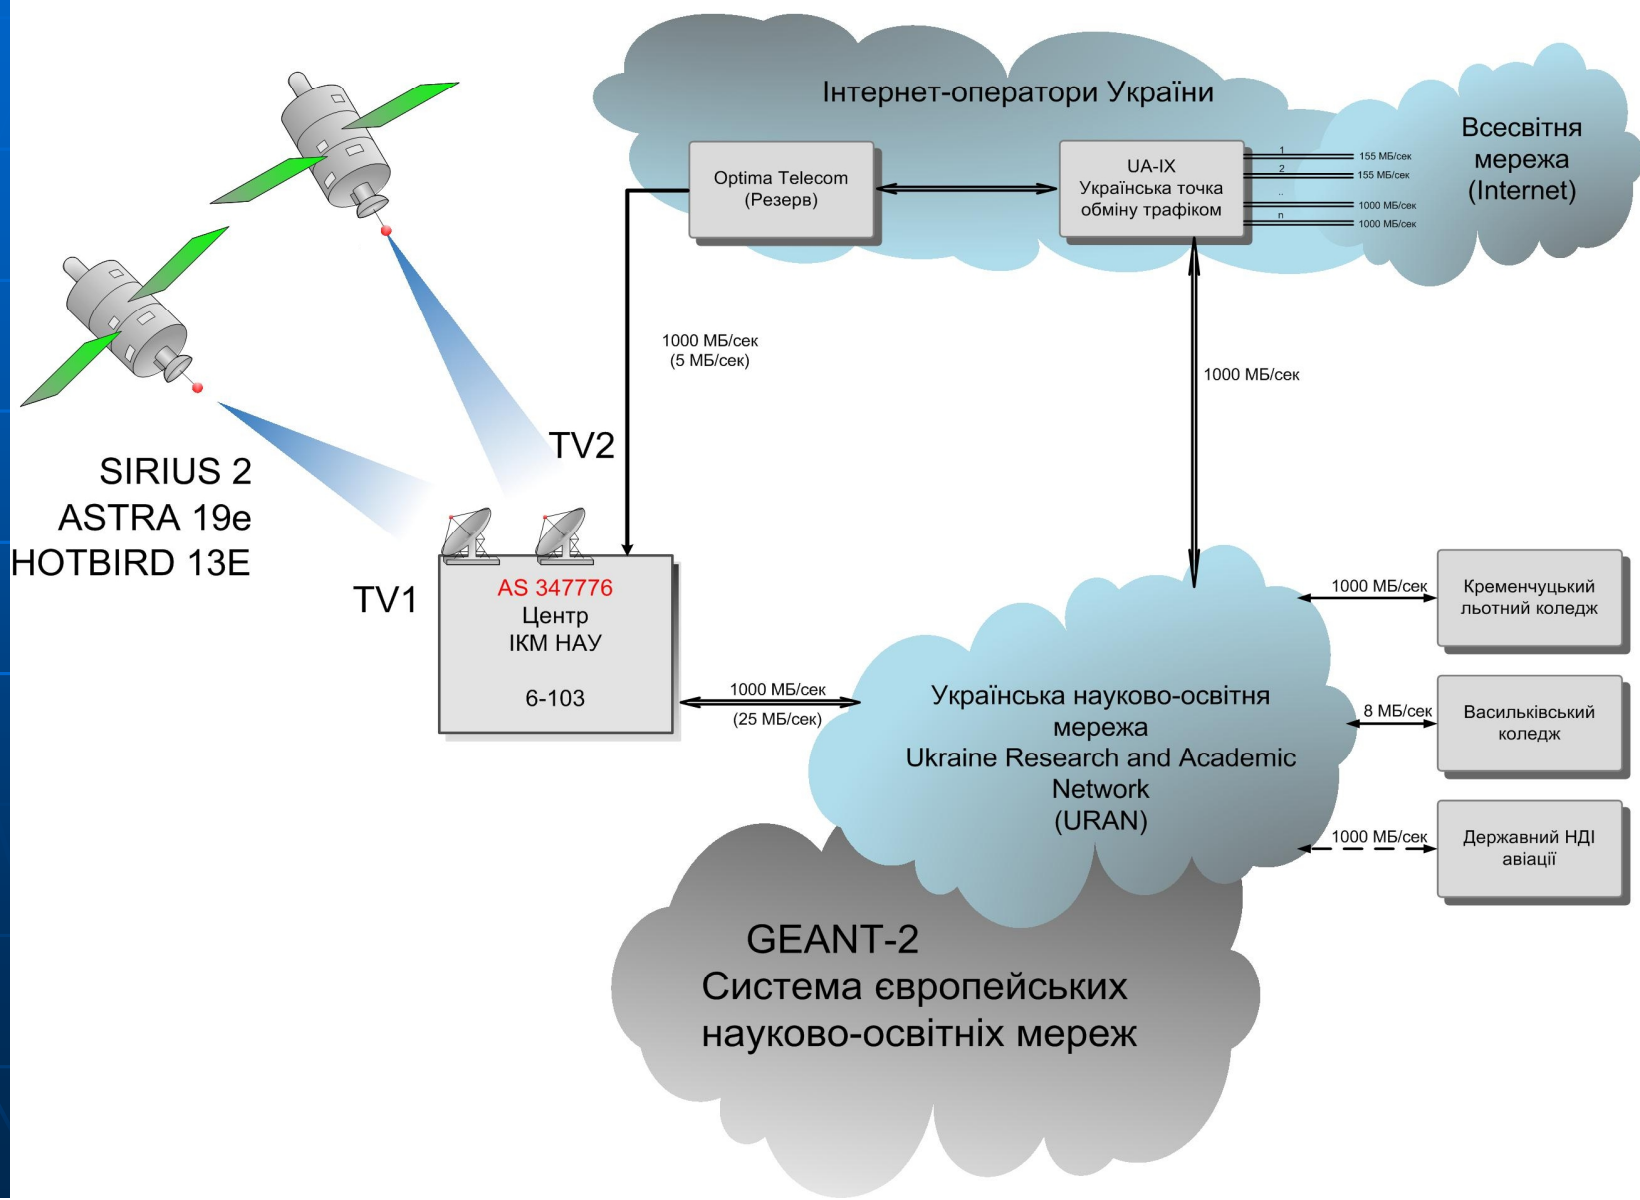 Інтернет-оператори України
Всесвітня
мережа
(Internet)
Optima Telecom
(Резерв)
UA-IX
Українська точка
обміну трафіком
1
155 МБ/сек
2
155 МБ/сек
..
1000 МБ/сек
n
1000 МБ/сек
1000 МБ/сек
(5 МБ/сек)
1000 МБ/сек
TV2
SIRIUS 2
ASTRA 19e
HOTBIRD 13E
TV1
AS 347776
Центр
ІКМ НАУ
6-103
1000 МБ/сек
(25 МБ/сек)
Українська науково-освітня
мережа
Ukraine Research and Academic
Network
(URAN)
1000 МБ/сек
Кременчуцький
льотний коледж
8 МБ/сек
Васильківський
коледж
1000 МБ/сек
Державний НДІ
авіації
GEANT-2
Система європейських
науково-освітніх мереж